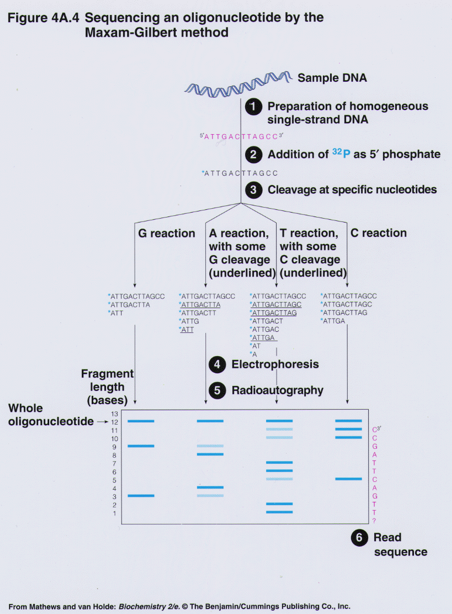 Figure 4A.4 Sequencing an oligonucleotide by the
Maxam-Gilbert method
Sample DNA
1 Preparation of homogeneous
single-strand DNA
5'ATTGACTTAGCC3'
2 Addition of 32P as 5′ phosphate
*ATTGACTTAGCC
3 Cleavage at specific nucleotides
G reaction
A reaction,
with some
G cleavage
(underlined)
T reaction,
with some
C cleavage
(underlined)
C reaction
*ATTGACTTAGCC
*ATTGACTTA
*ATT
*ATTGACTTAGCC
*ATTGACTTA
*ATTGACTT
*ATTG
*ATT
*ATTGACTTAGCC
*ATTGACTTAGC
*ATTGACTTAG
*ATTGACT
*ATTGAC
*ATTGA
*AT
*A
*ATTGACTTAGCC
*ATTGACTTAGC
*ATTGACTTAG
*ATTGA
4 Electrophoresis
5 Radioautography
Fragment
length
(bases)
Whole
oligonucleotide
13
12
11
10
9
8
7
6
5
4
3
2
1
C3'
C
G
A
T
T
C
A
G
T
T
?
6 Read
sequence
From Mathews and van Holde: Biochemistry 2/e. © The Benjamin/Cummings Publishing Co., Inc.